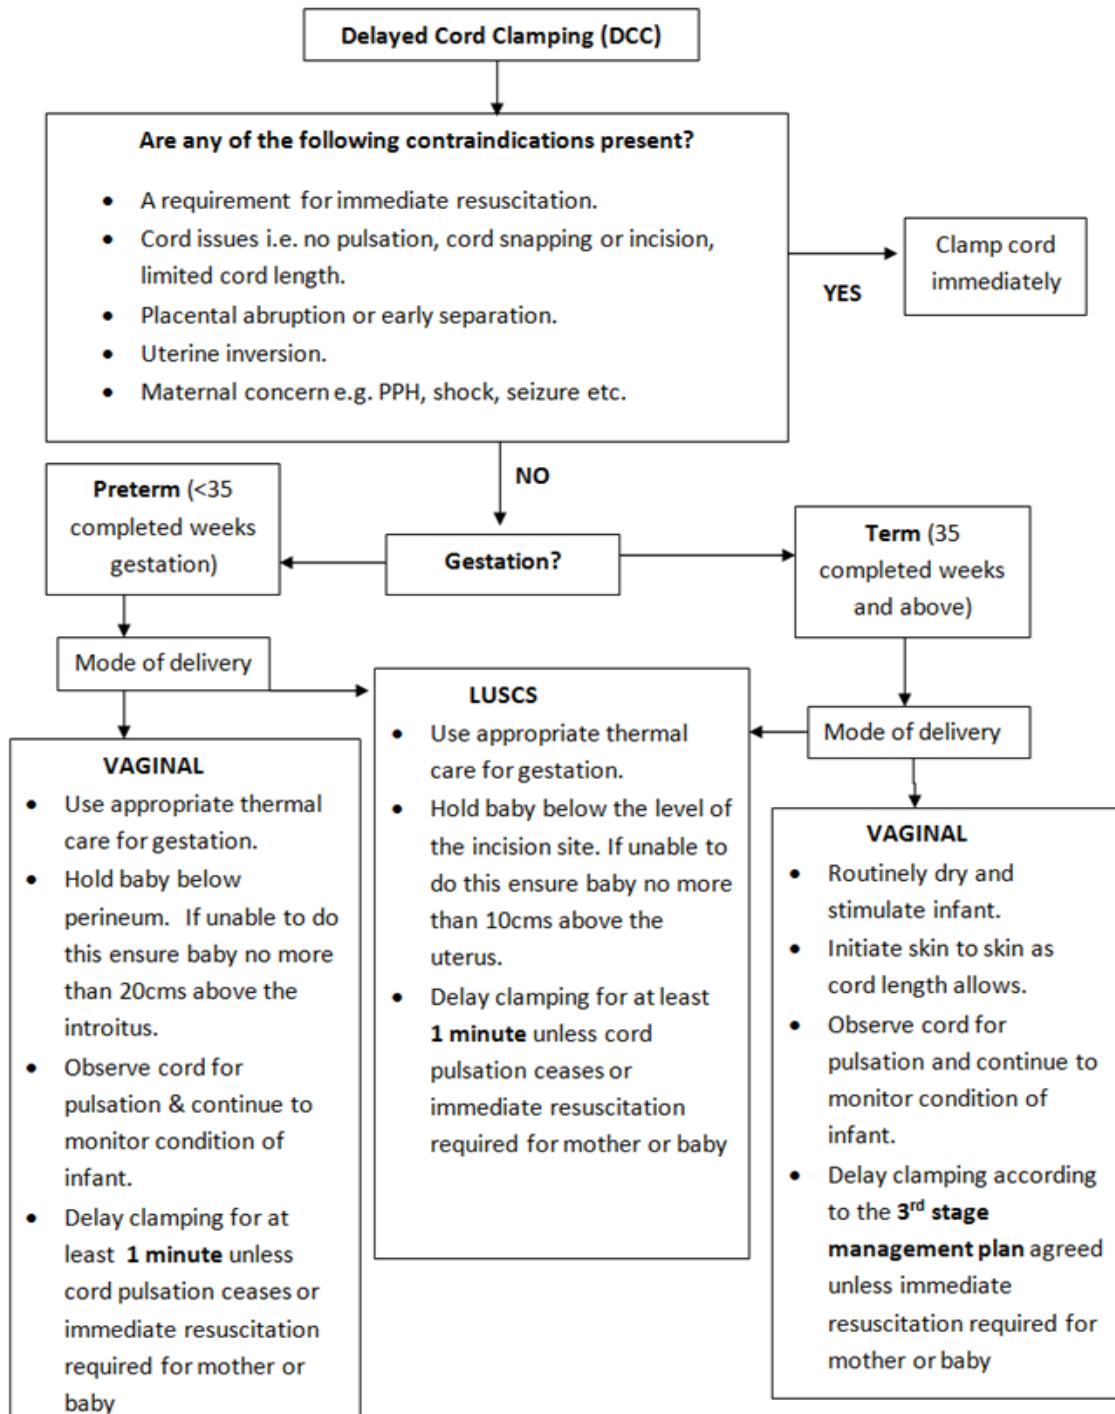 Delayed Cord Clamping (DCC)
Are any of the following contraindications present?
• A requirement for immediate resuscitation.
• Cord issues i.e. no pulsation, cord snapping or incision,
limited cord length.
• Placental abruption or early separation.
• Uterine inversion.
• Maternal concern e.g. PPH, shock, seizure etc.
YES
Clamp cord
immediately
NO
Preterm (<35
completed weeks
gestation)
Gestation?
Term (35
completed weeks
and above)
Mode of delivery
Mode of delivery
VAGINAL
• Use appropriate thermal
care for gestation.
• Hold baby below
perineum. If unable to do
this ensure baby no more
than 20cms above the
introitus.
• Observe cord for
pulsation & continue to
monitor condition of
infant.
• Delay clamping for at
least 1 minute unless
cord pulsation ceases or
immediate resuscitation
required for mother or
baby
LUSCS
• Use appropriate thermal
care for gestation.
• Hold baby below the level of
the incision site. If unable to
do this ensure baby no more
than 10cms above the
uterus.
• Delay clamping for at least
1 minute unless cord
pulsation ceases or
immediate resuscitation
required for mother or baby
VAGINAL
• Routinely dry and
stimulate infant.
• Initiate skin to skin as
cord length allows.
• Observe cord for
pulsation and continue to
monitor condition of
infant.
• Delay clamping according
to the 3rd stage
management plan agreed
unless immediate
resuscitation required for
mother or baby